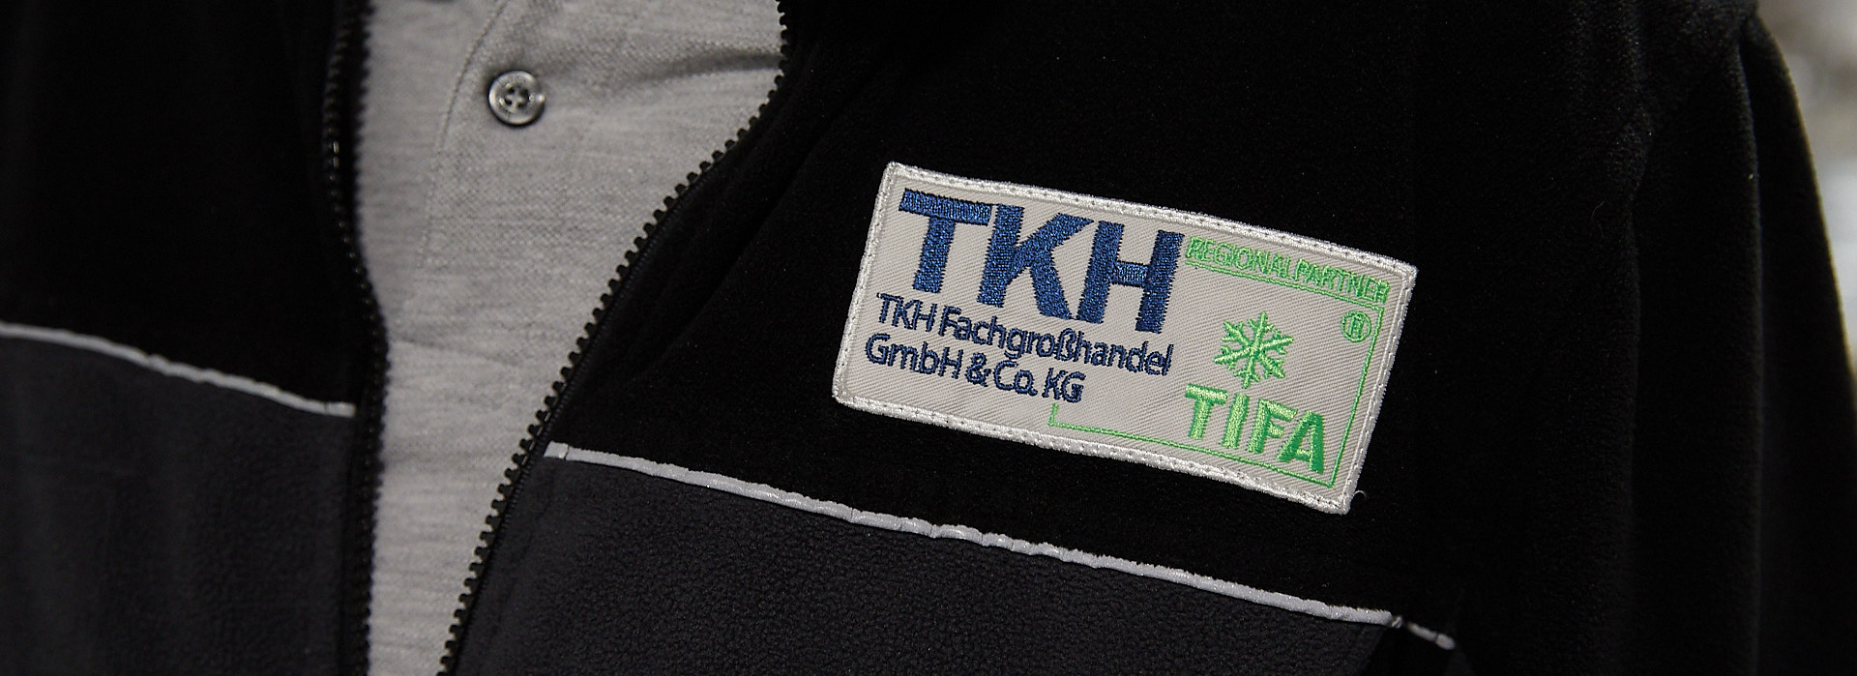 TKH
TKH Fachgroßhandel
GmbH & Co. KG
REGIONALPARTNER
®
TIFA